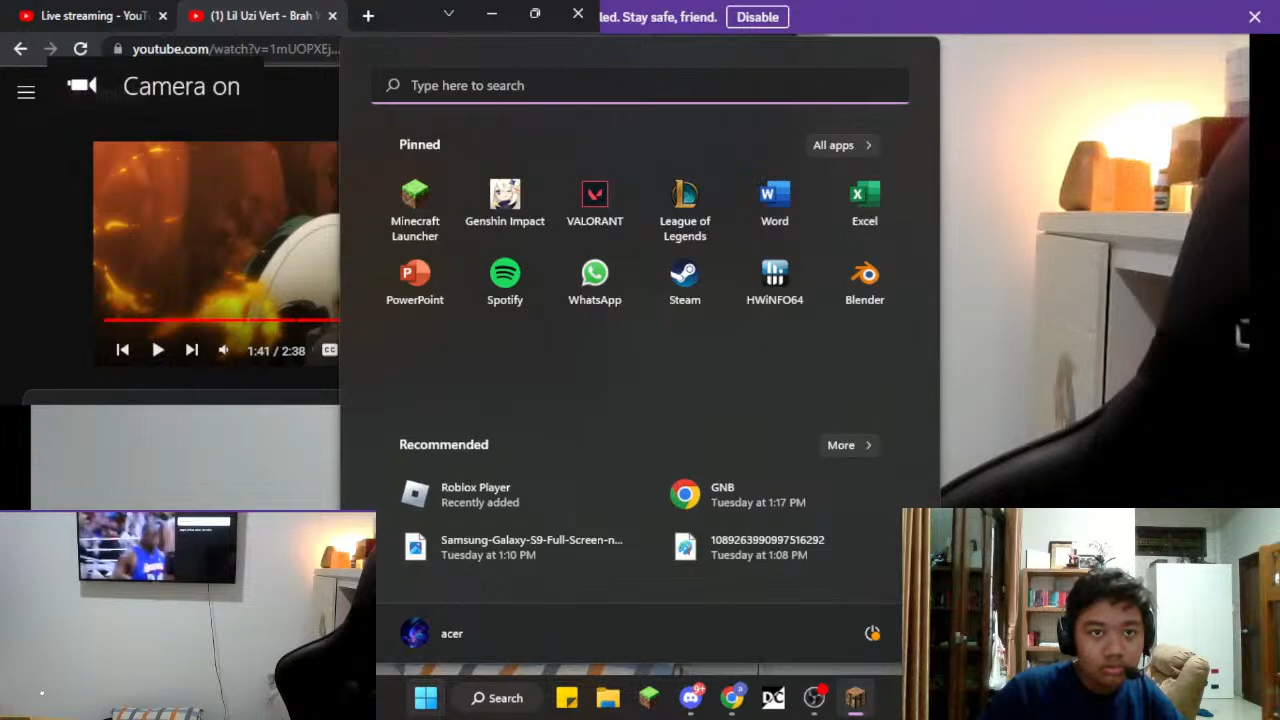 Live streaming - YouT
(1) Lil Uzi Vert - Brah
led. Stay safe, friend.
Disable
youtube.com/watch?v=1mUOPXEj...
Camera on
Type here to search
Pinned
All apps
Minecraft Launcher
Genshin Impact
VALORANT
League of Legends
Word
Excel
PowerPoint
Spotify
WhatsApp
Steam
HWiNFO64
Blender
1:41 / 2:38
CC
Recommended
More
Roblox Player
Recently added
GNB
Tuesday at 1:17 PM
Samsung-Galaxy-S9-Full-Screen-n...
Tuesday at 1:10 PM
1089263990997516292
Tuesday at 1:08 PM
acer
Search
9+
DC